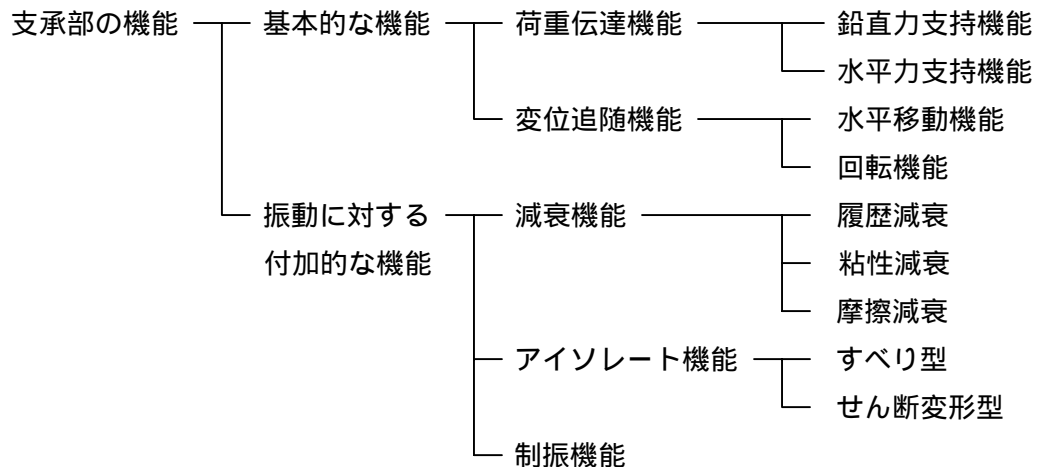 支承部の機能 基本的な機能 荷重伝達機能 鉛直力支持機能
水平力支持機能
変位追随機能 水平移動機能
回転機能
振動に対する 減衰機能 履歴減衰
付加的な機能 粘性減衰
摩擦減衰
アイソレート機能 すべり型
せん断変形型
制振機能